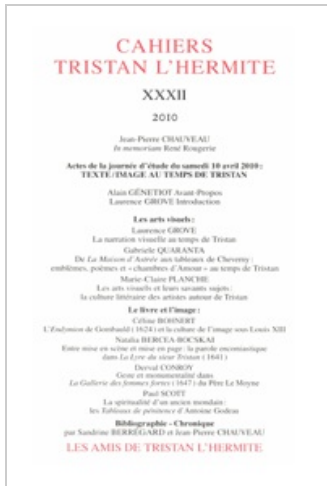 CAHIERS
TRISTAN L'HERMITE
XXXII
2010
Jean-Pierre CHAUVEAU
In memoriam René Rougerie
Actes de la journée d'étude du samedi 10 avril 2010 :
TEXTE / IMAGE AU TEMPS DE TRISTAN
Alain GÉNETIOT Avant-Propos
Laurence GROVE Introduction
Les arts visuels :
Laurence GROVE
La narration visuelle au temps de Tristan
Gabriele QUARANTA
De La Maison d'Astrée aux tableaux de Cheverny :
emblèmes, poèmes et « chambres d'Amour » au temps de Tristan
Marie-Claire PLANCHE
Les arts visuels et leurs savants sujets :
la culture littéraire des artistes autour de Tristan
Le livre et l'image :
Céline BOHNERT
L'Endymion de Gombauld (1624) et la culture de l'image sous Louis XIII
Natalia BERCEA-BOCSKAI
Entre mise en scène et mise en page : la parole encomiastique
dans La Lyre du sieur Tristan (1641)
Derval CONROY
Geste et monumentalité dans
La Gallerie des femmes fortes (1647) du Père Le Moyne
Paul SCOTT
La spiritualité d'un ancien mondain :
les Tableaux de pénitence d'Antoine Godeau
Bibliographie - Chronique
par Sandrine BERRÉGARD et Jean-Pierre CHAUVEAU
LES AMIS DE TRISTAN L'HERMITE